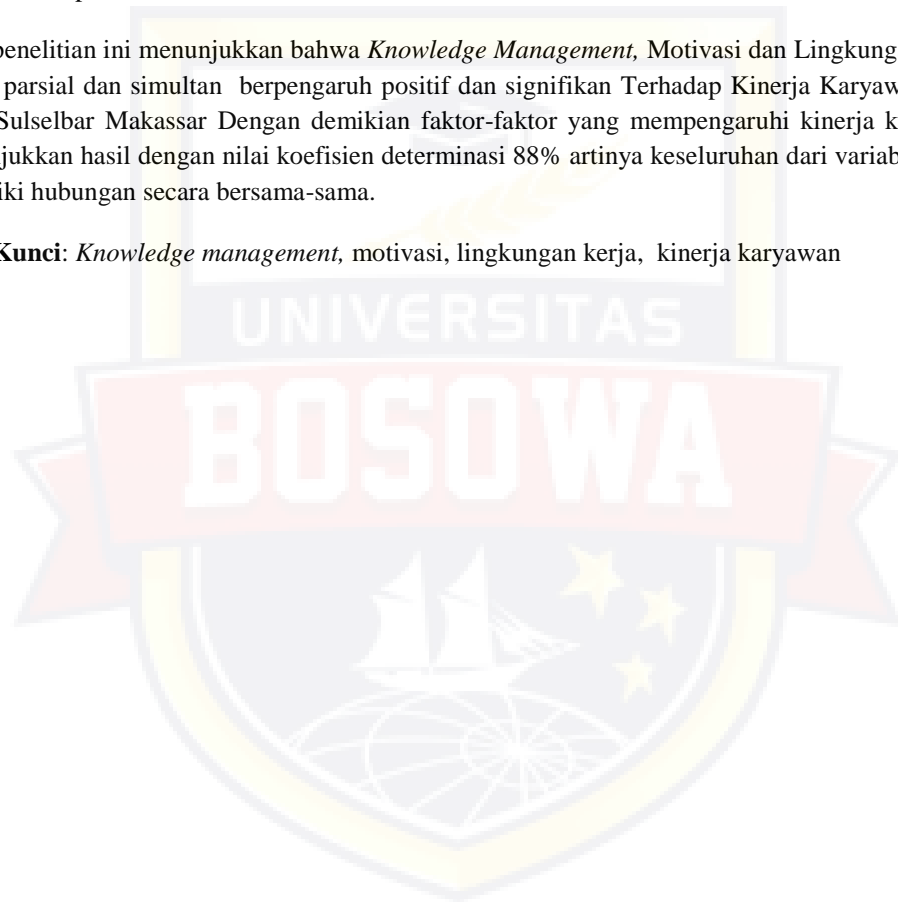 penelitian ini menunjukkan bahwa Knowledge Management, Motivasi dan Lingkung
parsial dan simultan berpengaruh positif dan signifikan Terhadap Kinerja Karyaw
Sulselbar Makassar Dengan demikian faktor-faktor yang mempengaruhi kinerja k
jukkan hasil dengan nilai koefisien determinasi 88% artinya keseluruhan dari variab
iki hubungan secara bersama-sama.
Kunci: Knowledge management, motivasi, lingkungan kerja, kinerja karyawan
UNIVERSITAS
BOSOWA